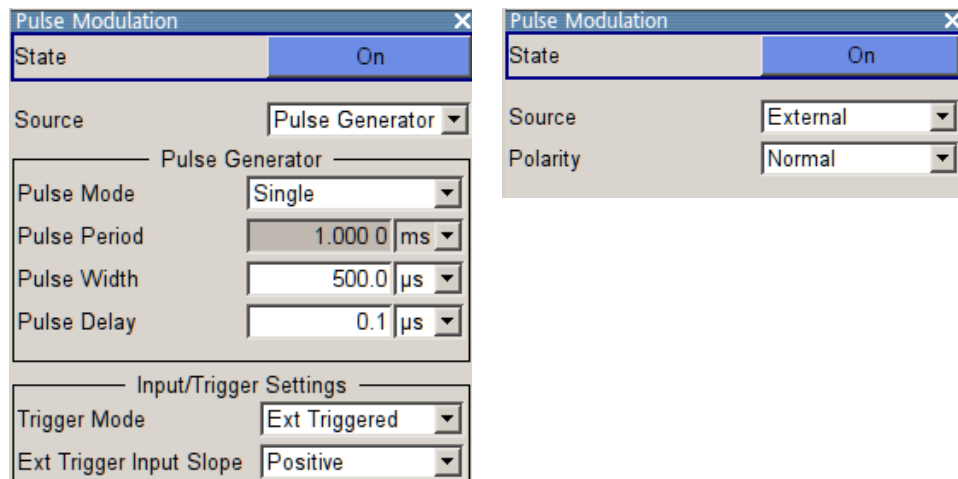 Pulse Modulation
State On
Source Pulse Generator
Pulse Generator
Pulse Mode Single
Pulse Period 1.000 0 ms
Pulse Width 500.0 µs
Pulse Delay 0.1 µs
Input/Trigger Settings
Trigger Mode Ext Triggered
Ext Trigger Input Slope Positive
Pulse Modulation
State On
Source External
Polarity Normal